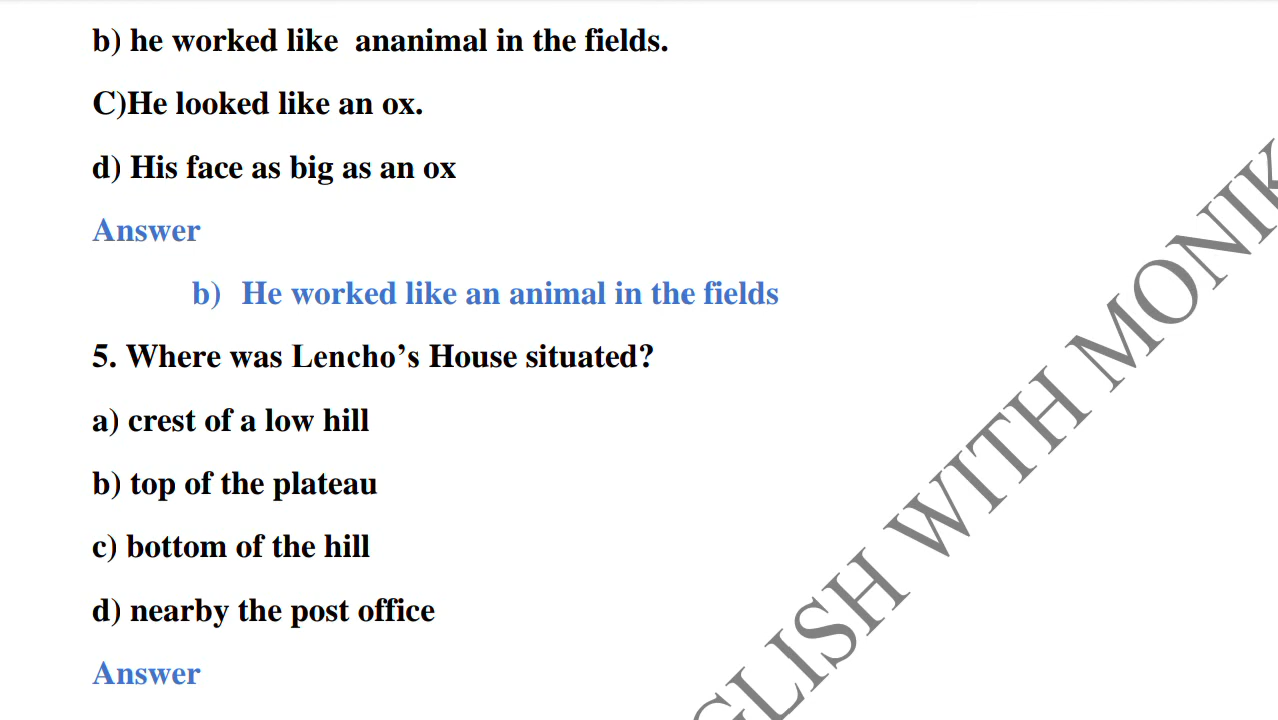 b) he worked like  ananimal in the fields.
C)He looked like an ox.
d) His face as big as an ox
Answer
b) He worked like an animal in the fields
5. Where was Lencho’s House situated?
a) crest of a low hill
b) top of the plateau
c) bottom of the hill
d) nearby the post office
Answer
GLISH WITH MONIK